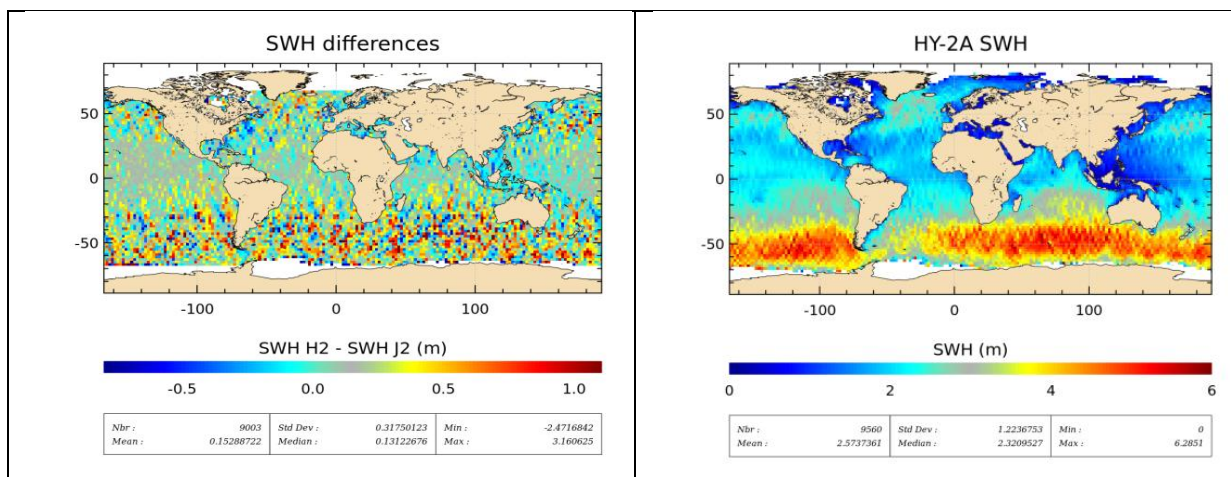 SWH differences
50
0
-50
-100 0 100
SWH H2 - SWH J2 (m)
-0.5 0.0 0.5 1.0
Nbr : 9003 Std Dev : 0.31750123 Min : -2.4716842
Mean : 0.15288722 Median : 0.13122676 Max : 3.160625
HY-2A SWH
50
0
-50
-100 0 100
SWH (m)
0 2 4 6
Nbr : 9560 Std Dev : 1.2236753 Min : 0
Mean : 2.5737361 Median : 2.3209527 Max : 6.2851